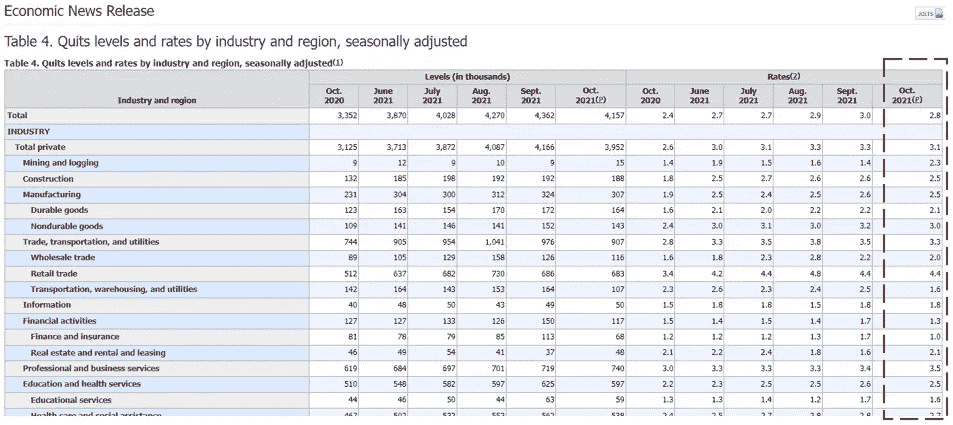 Economic News Release
JOLTS
Table 4. Quits levels and rates by industry and region, seasonally adjusted
Table 4. Quits levels and rates by industry and region, seasonally adjusted(1)
Industry and region Levels (in thousands) Rates(2)
Oct. 2020 June 2021 July 2021 Aug. 2021 Sept. 2021 Oct. 2021(P) Oct. 2020 June 2021 July 2021 Aug. 2021 Sept. 2021 Oct. 2021(P)
Total 3,352 3,870 4,028 4,270 4,362 4,157 2.4 2.7 2.7 2.9 3.0 2.8
INDUSTRY
Total private 3,125 3,713 3,872 4,087 4,166 3,952 2.6 3.0 3.1 3.3 3.3 3.1
Mining and logging 9 12 9 10 9 15 1.4 1.9 1.5 1.6 1.4 2.3
Construction 132 185 198 192 192 188 1.8 2.5 2.7 2.6 2.6 2.5
Manufacturing 231 304 300 312 324 307 1.9 2.5 2.4 2.5 2.6 2.5
Durable goods 123 163 154 170 172 164 1.6 2.1 2.0 2.2 2.2 2.1
Nondurable goods 109 141 146 141 152 143 2.4 3.0 3.1 3.0 3.2 3.0
Trade, transportation, and utilities 744 905 954 1,041 976 907 2.8 3.3 3.5 3.8 3.5 3.3
Wholesale trade 89 105 129 158 126 116 1.6 1.8 2.3 2.8 2.2 2.0
Retail trade 512 637 682 730 686 683 3.4 4.2 4.4 4.8 4.4 4.4
Transportation, warehousing, and utilities 142 164 143 153 164 107 2.3 2.6 2.3 2.4 2.5 1.6
Information 40 48 50 43 49 50 1.5 1.8 1.8 1.5 1.8 1.8
Financial activities 127 127 133 126 150 117 1.5 1.4 1.5 1.4 1.7 1.3
Finance and insurance 81 78 79 85 113 68 1.2 1.2 1.2 1.3 1.7 1.0
Real estate and rental and leasing 46 49 54 41 37 48 2.1 2.2 2.4 1.8 1.6 2.1
Professional and business services 619 684 697 701 719 740 3.0 3.3 3.3 3.3 3.4 3.5
Education and health services 510 548 582 597 625 597 2.2 2.3 2.5 2.5 2.6 2.5
Educational services 44 46 50 44 63 59 1.3 1.3 1.4 1.2 1.7 1.6
Health care and social assistance 467 502 532 552 562 538 2.4 2.5 2.7 2.8 2.8 2.7